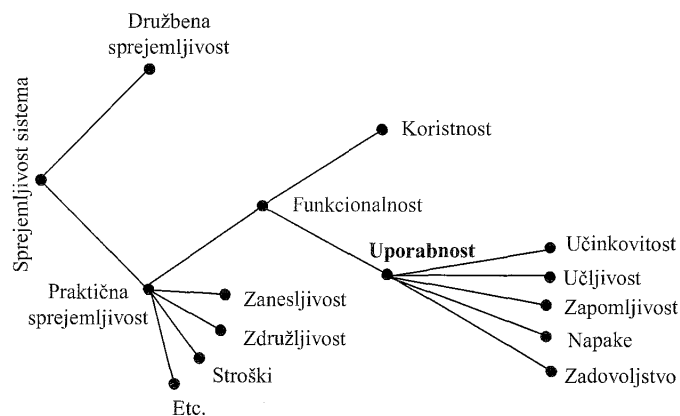 Družbena
sprejemljivost
Sprejemljivost sistema
Koristnost
Funkcionalnost
Uporabnost
Učinkovitost
Učljivost
Zapomljivost
Napake
Zadovoljstvo
Praktična
sprejemljivost
Zanesljivost
Združljivost
Stroški
Etc.